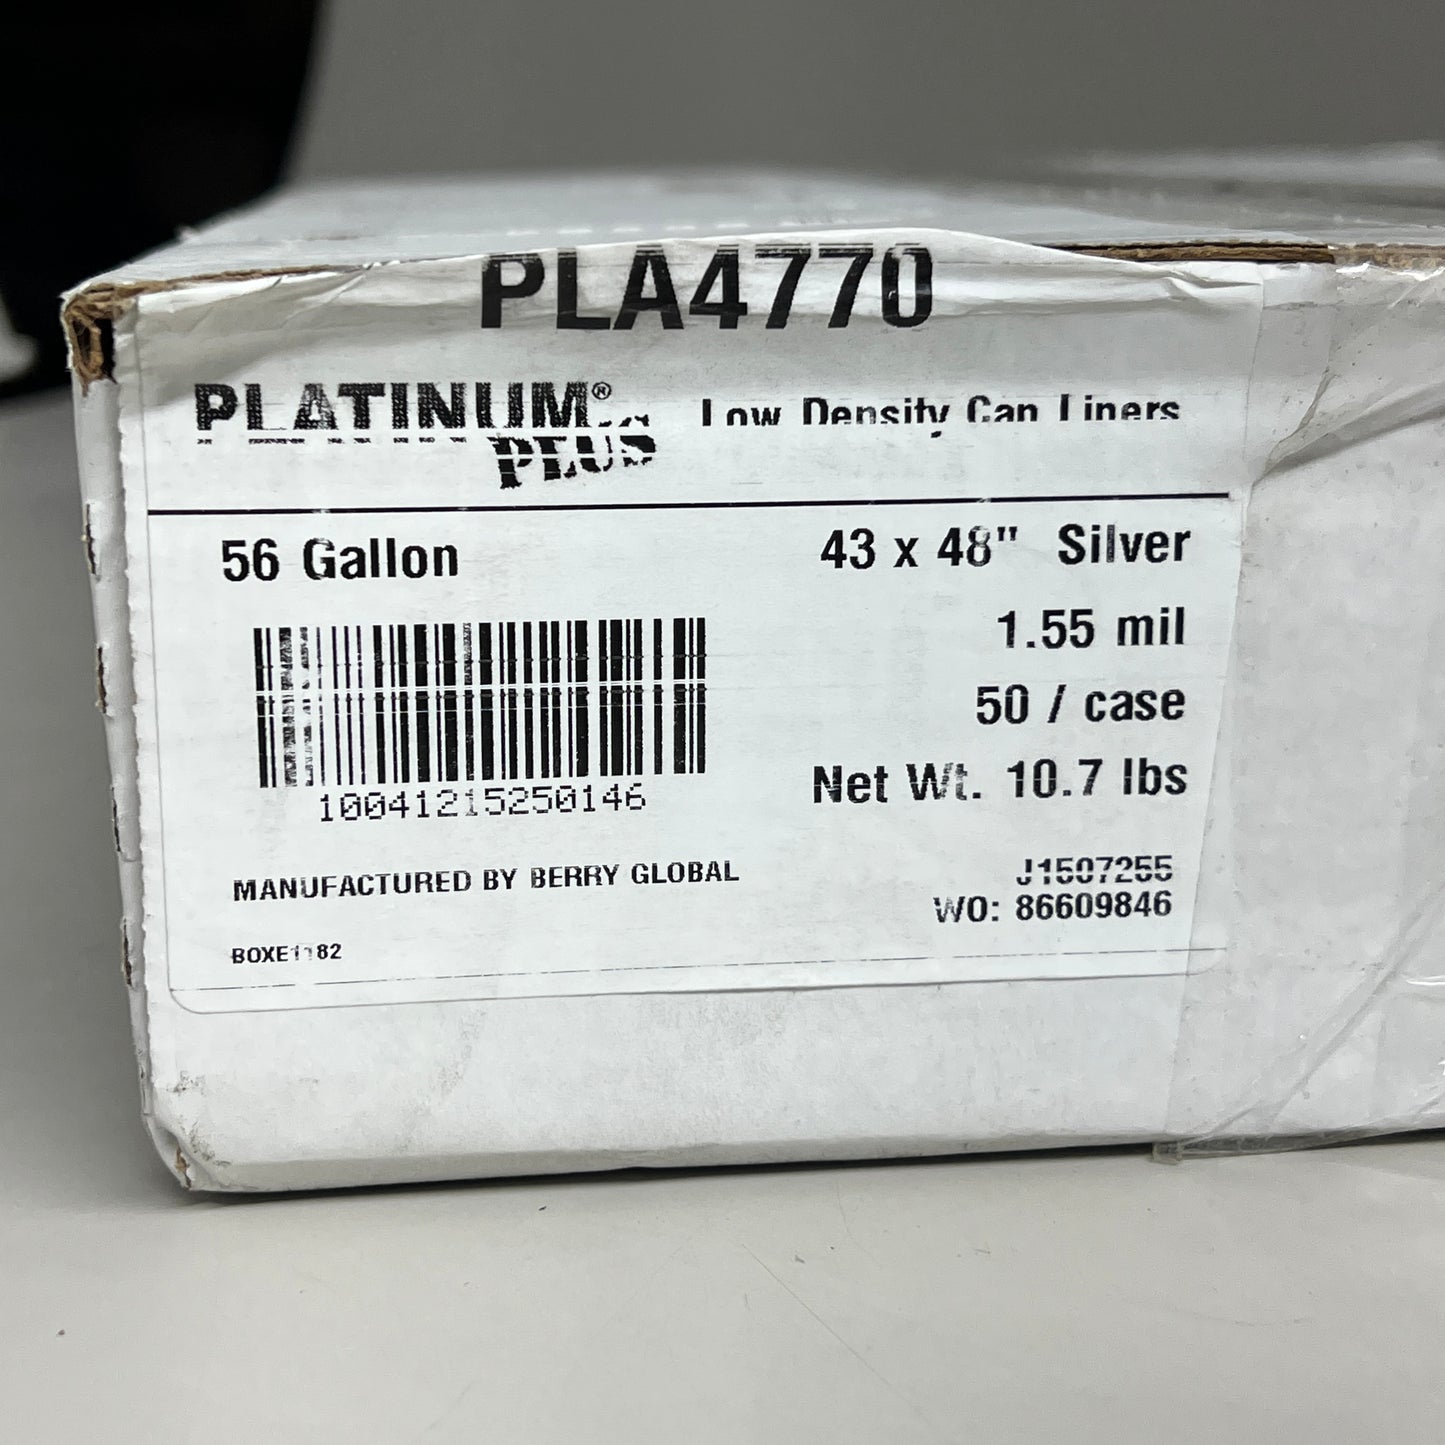 PLA4770
PLATINUM® Low Density Can Liners
PLUS
56 Gallon 43 x 48" Silver
1.55 mil
50 / case
Net Wt. 10.7 lbs
10041215250146
MANUFACTURED BY BERRY GLOBAL
J1507255
WO: 86609846
BOXE1182